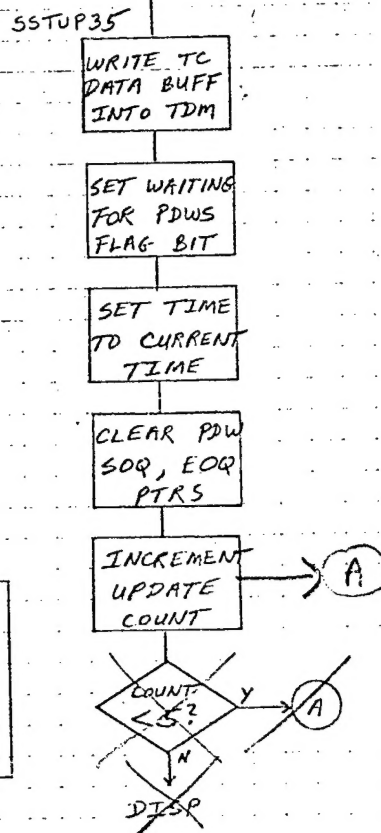 SSTUP35
WRITE TC
DATA BUFF
INTO TDM
SET WAITING
FOR PDWS
FLAG BIT
SET TIME
TO CURRENT
TIME
CLEAR PDW
SOQ, EOQ
PTRS
INCREMENT
UPDATE
COUNT
A
COUNT
<5?
Y
A
N
DISP